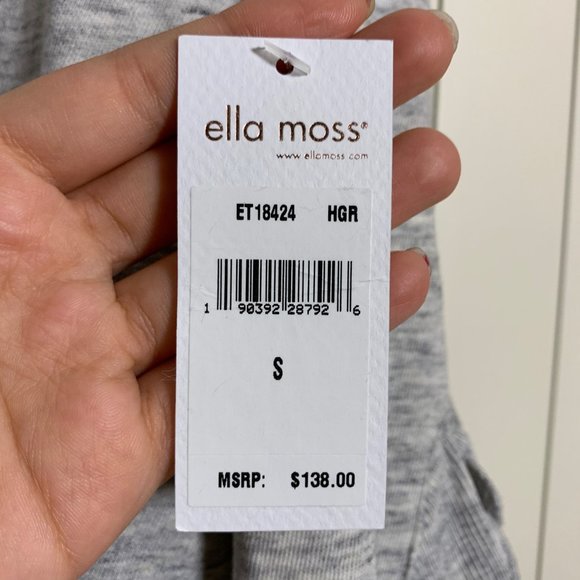 ella moss®
www.ellamoss.com
ET18424 HGR
1 90392 28792 6
S
MSRP: $138.00